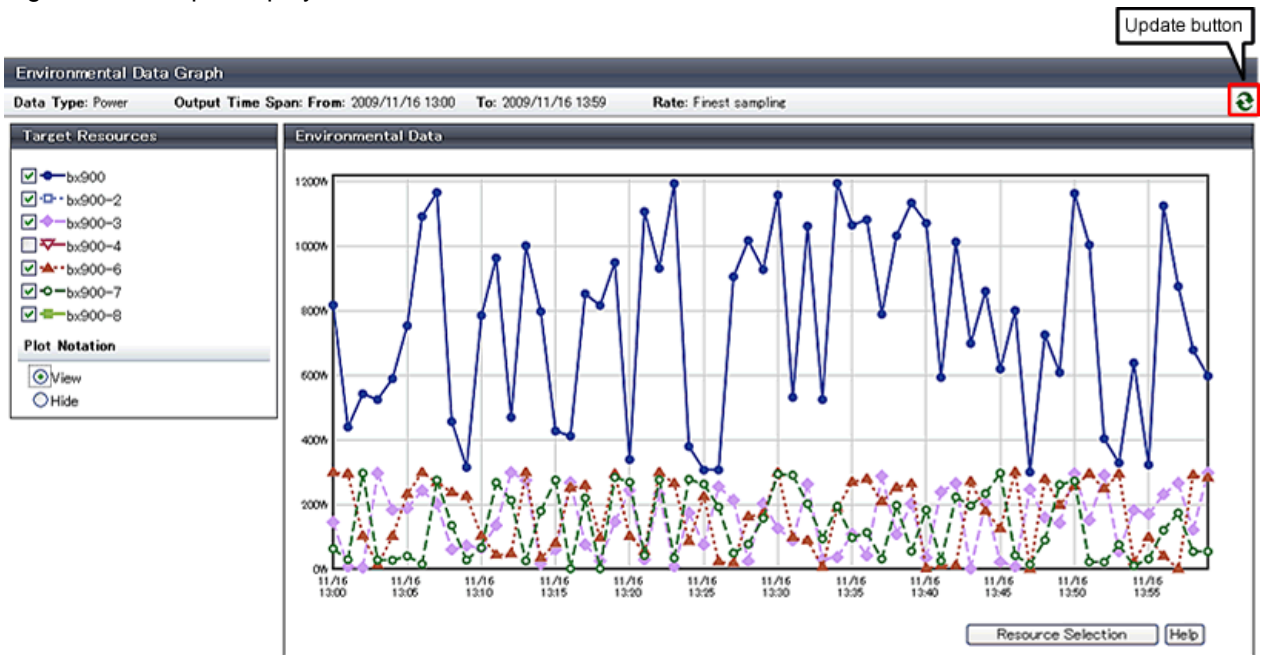 Update button
Environmental Data Graph
Data Type: Power Output Time Span: From: 2009/11/16 13:00 To: 2009/11/16 13:59 Rate: Finest sampling
Target Resources
bx900
bx900-2
bx900-3
bx900-4
bx900-6
bx900-7
bx900-8
Plot Notation
View
Hide
Environmental Data
1200W
1000W
800W
600W
400W
200W
0W
11/16 11/16 11/16 11/16 11/16 11/16 11/16 11/16 11/16 11/16 11/16 11/16
13:00 13:05 13:10 13:15 13:20 13:25 13:30 13:35 13:40 13:45 13:50 13:55
Resource Selection Help